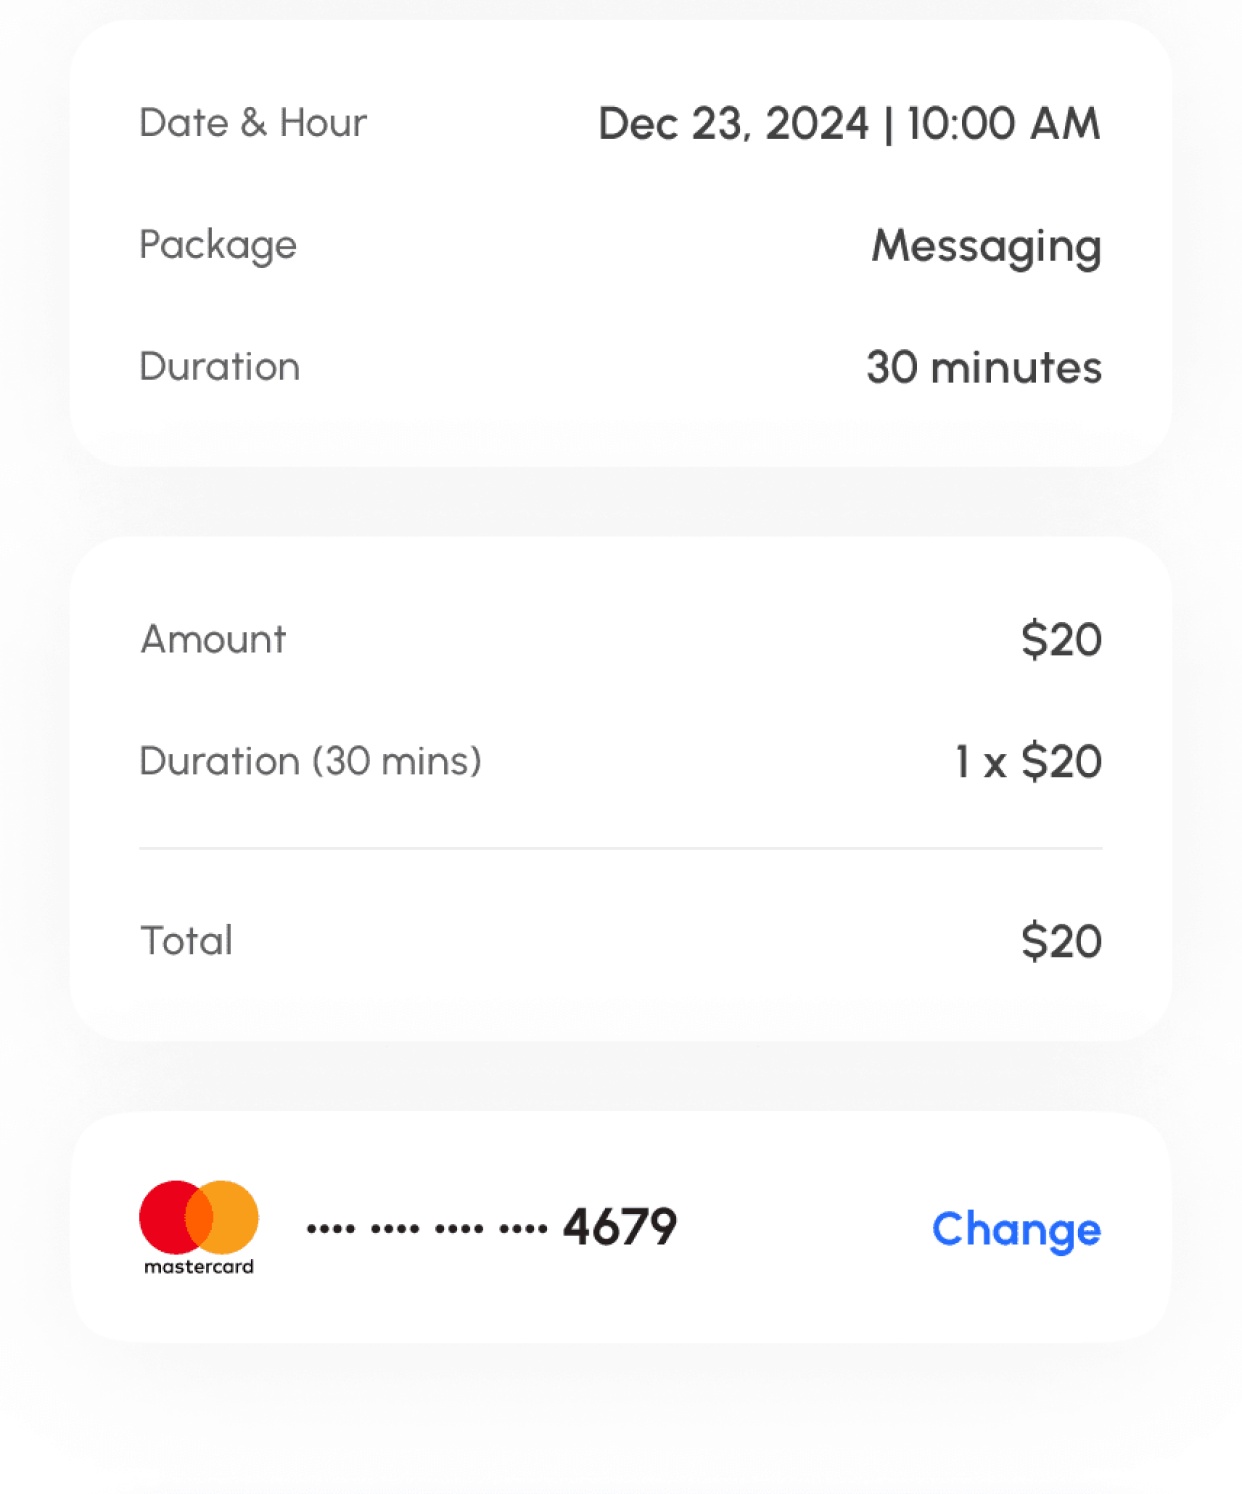 Date & Hour Dec 23, 2024 | 10:00 AM
Package Messaging
Duration 30 minutes
Amount $20
Duration (30 mins) 1 x $20
Total $20
mastercard •••• •••• •••• •••• 4679 Change